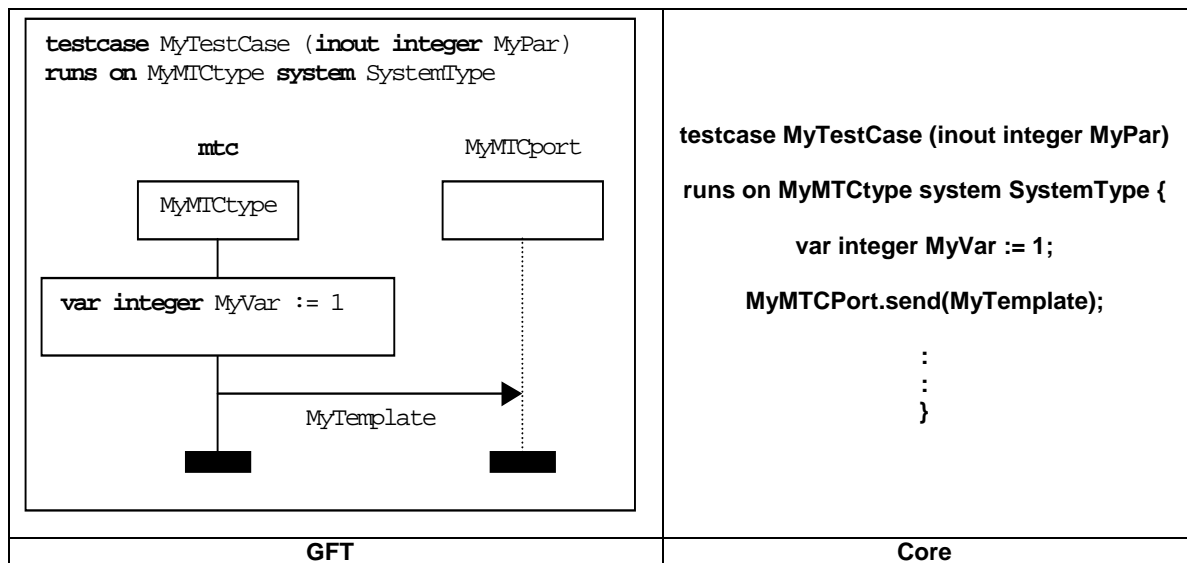 testcase MyTestCase (inout integer MyPar)
runs on MyMTCtype system SystemType
mtc
MyMTCport
MyMTCtype
var integer MyVar := 1
MyTemplate
testcase MyTestCase (inout integer MyPar)
runs on MyMTCtype system SystemType {
var integer MyVar := 1;
MyMTCPort.send(MyTemplate);
:
:
}
GFT
Core